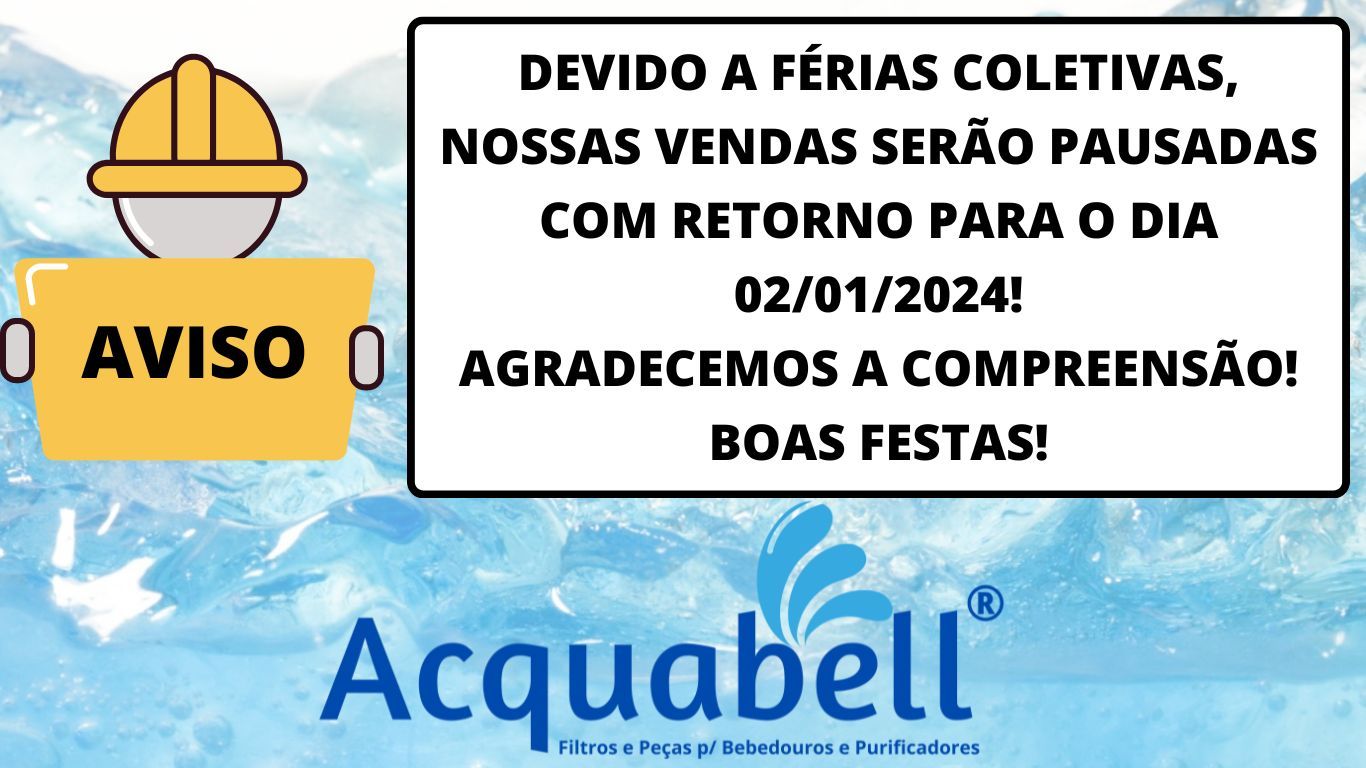 AVISO
DEVIDO A FÉRIAS COLETIVAS,
NOSSAS VENDAS SERÃO PAUSADAS
COM RETORNO PARA O DIA
02/01/2024!
AGRADECEMOS A COMPREENSÃO!
BOAS FESTAS!
Acquabell®
Filtros e Peças p/ Bebedouros e Purificadores